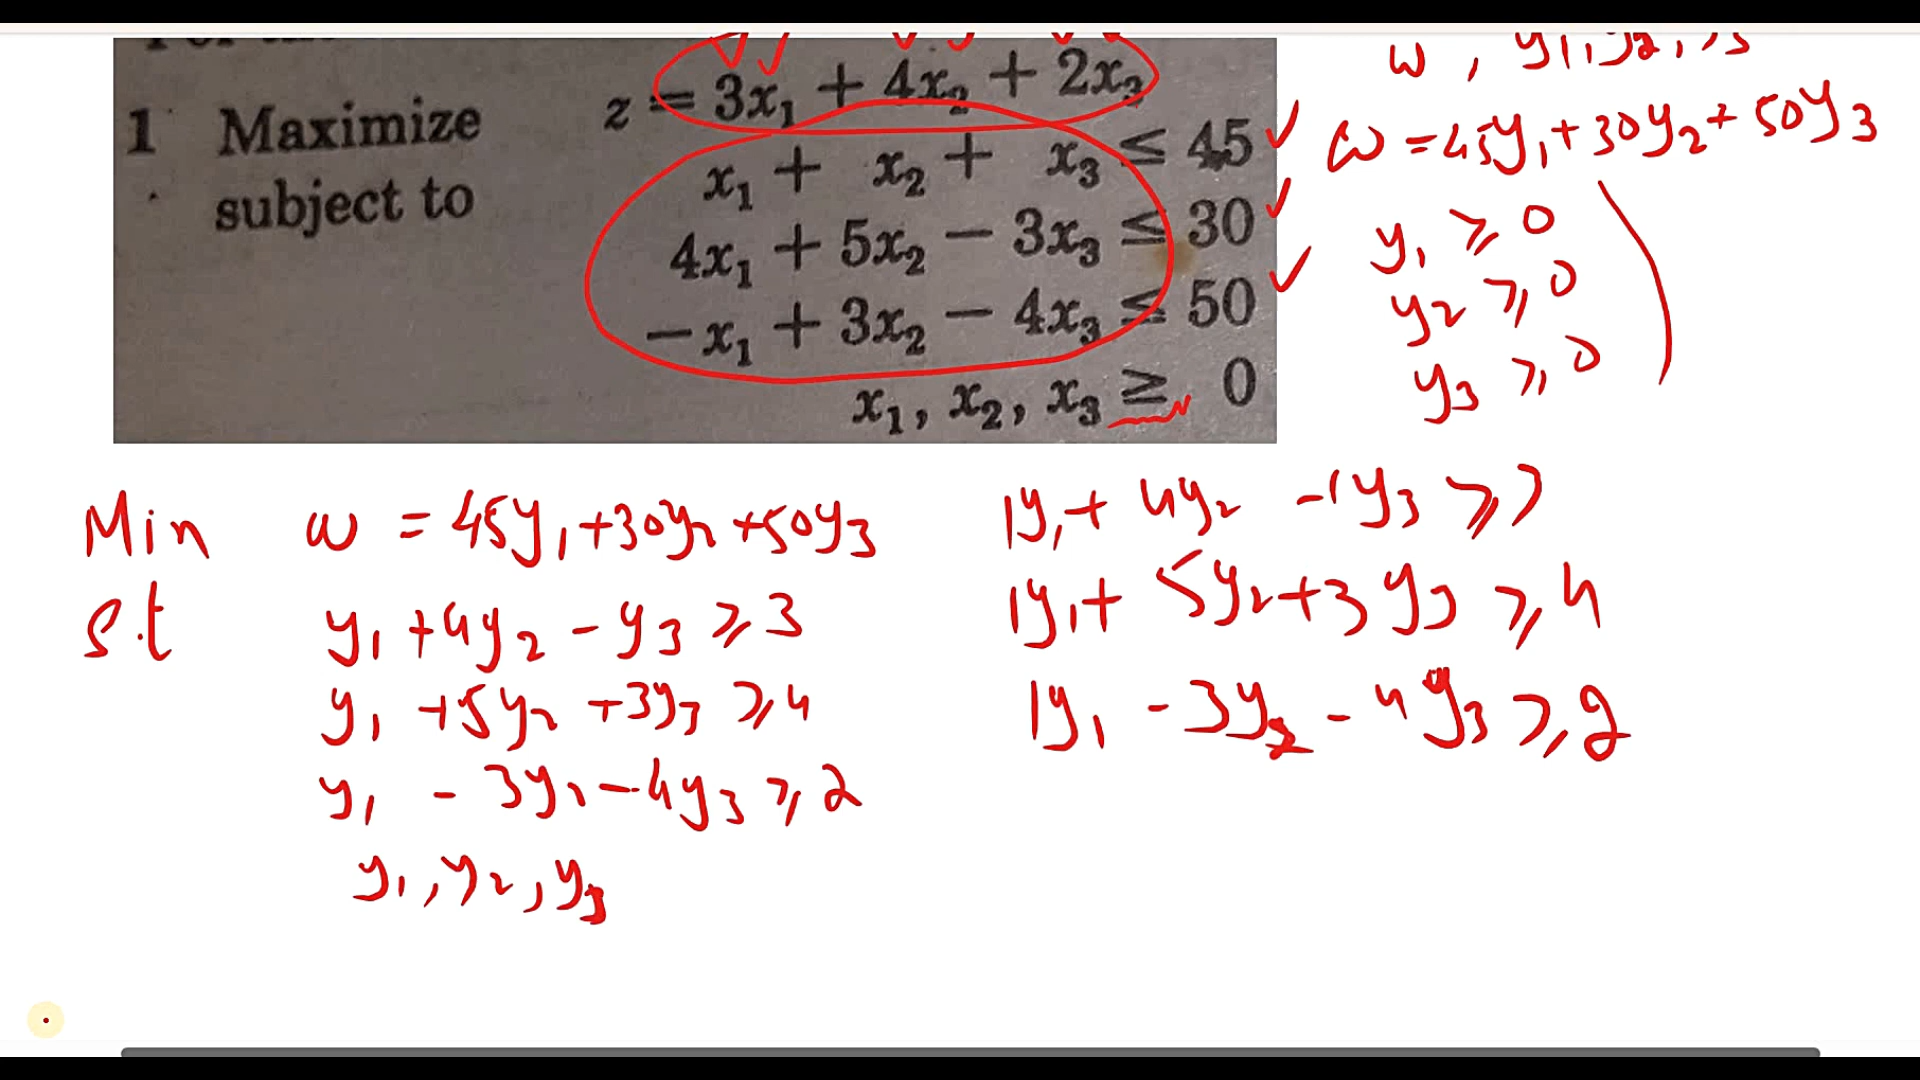 1 Maximize z = 3x₁ + 4x₂ + 2x₃
subject to x₁ + x₂ + x₃ ≤ 45
4x₁ + 5x₂ − 3x₃ ≤ 30
−x₁ + 3x₂ − 4x₃ ≤ 50
x₁, x₂, x₃ ≥ 0
ω, y₁, y₂, y₃
ω = 45y₁ + 30y₂ + 50y₃
y₁ ≥ 0
y₂ ≥ 0
y₃ ≥ 0
Min ω = 45y₁ + 30y₂ + 50y₃
S.t y₁ + 4y₂ − y₃ ≥ 3
y₁ + 5y₂ + 3y₃ ≥ 4
y₁ − 3y₂ − 4y₃ ≥ 2
y₁, y₂, y₃
1y₁ + 4y₂ − 1y₃ ≥ 3
1y₁ + 5y₂ + 3y₃ ≥ 4
1y₁ − 3y₂ − 4y₃ ≥ 2